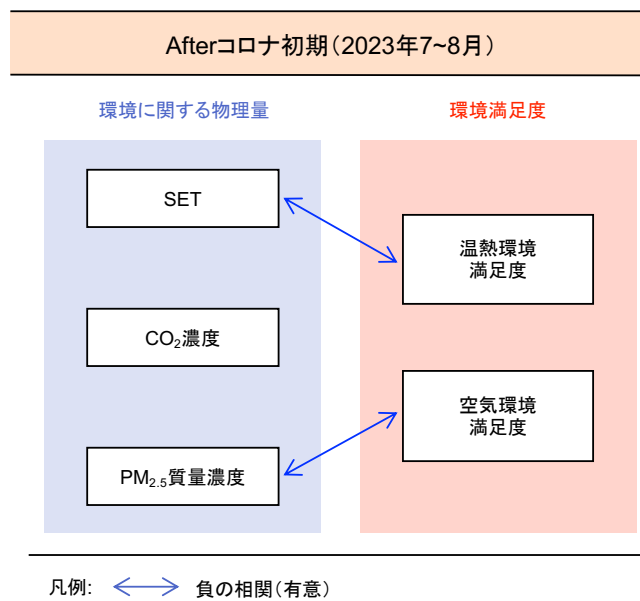 Afterコロナ初期(2023年7~8月)
環境に関する物理量
環境満足度
SET
温熱環境
満足度
CO₂濃度
空気環境
満足度
PM₂.₅質量濃度
凡例:
負の相関(有意)